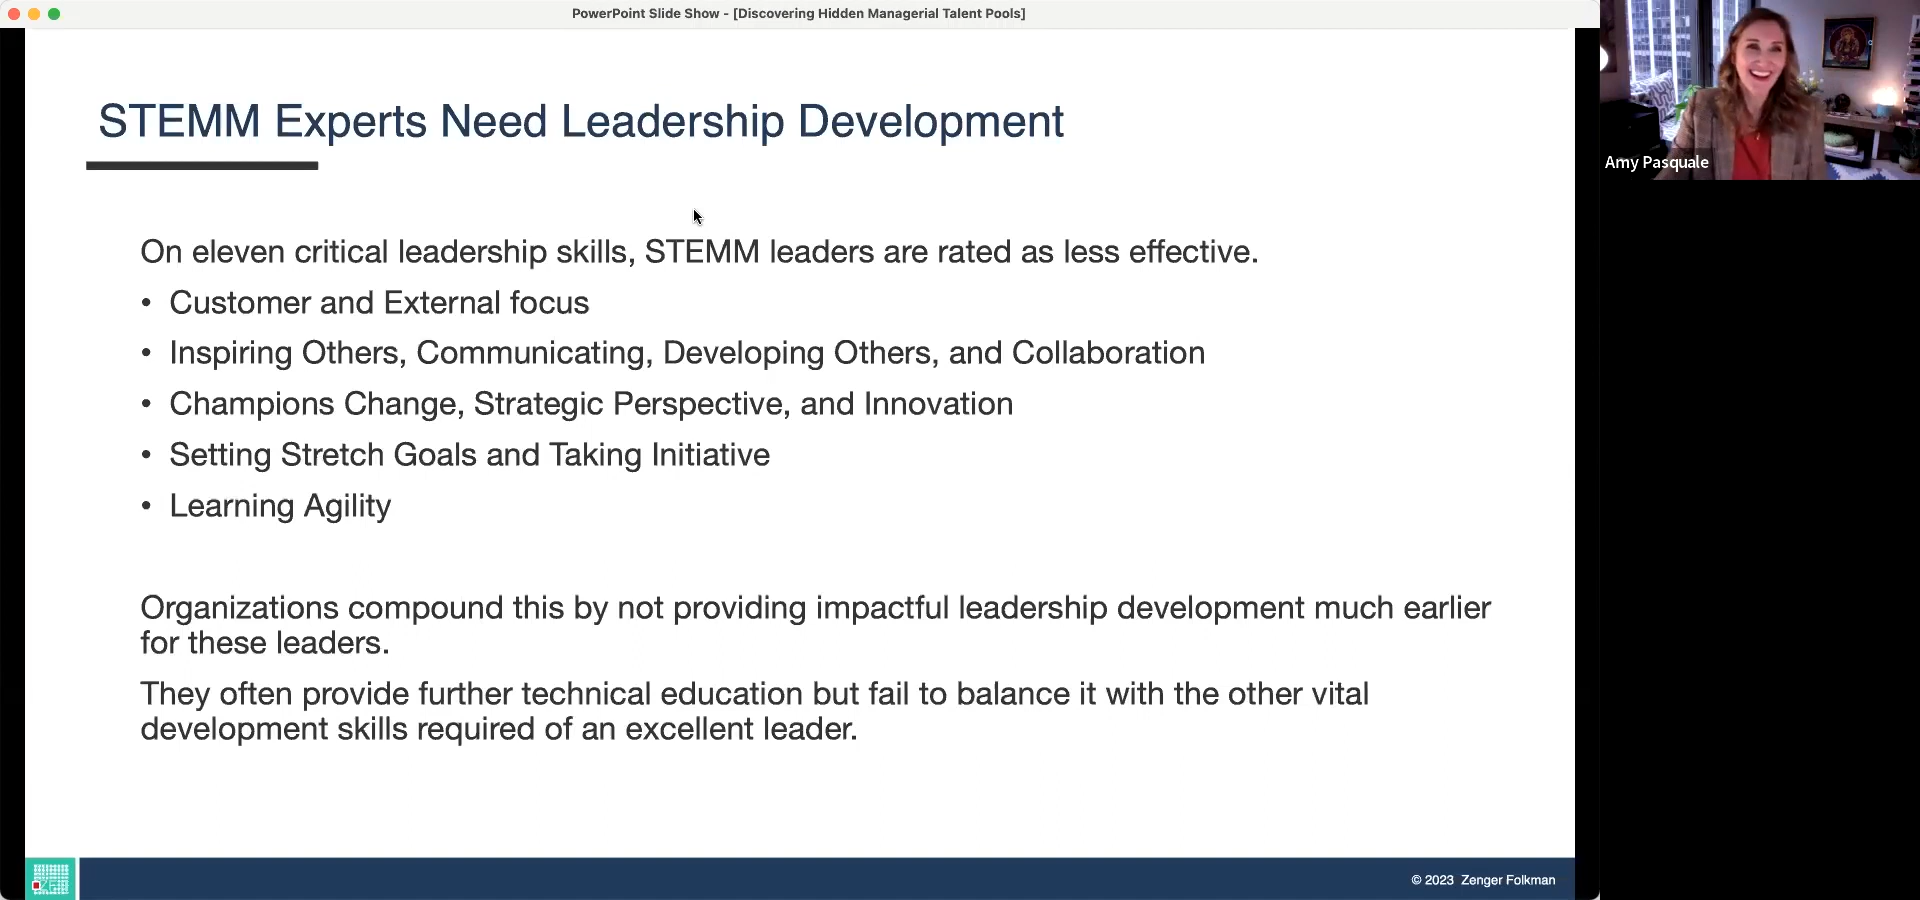 PowerPoint Slide Show - [Discovering Hidden Managerial Talent Pools]
STEMM Experts Need Leadership Development
On eleven critical leadership skills, STEMM leaders are rated as less effective.
• Customer and External focus
• Inspiring Others, Communicating, Developing Others, and Collaboration
• Champions Change, Strategic Perspective, and Innovation
• Setting Stretch Goals and Taking Initiative
• Learning Agility
Organizations compound this by not providing impactful leadership development much earlier
for these leaders.
They often provide further technical education but fail to balance it with the other vital
development skills required of an excellent leader.
© 2023 Zenger Folkman
Amy Pasquale